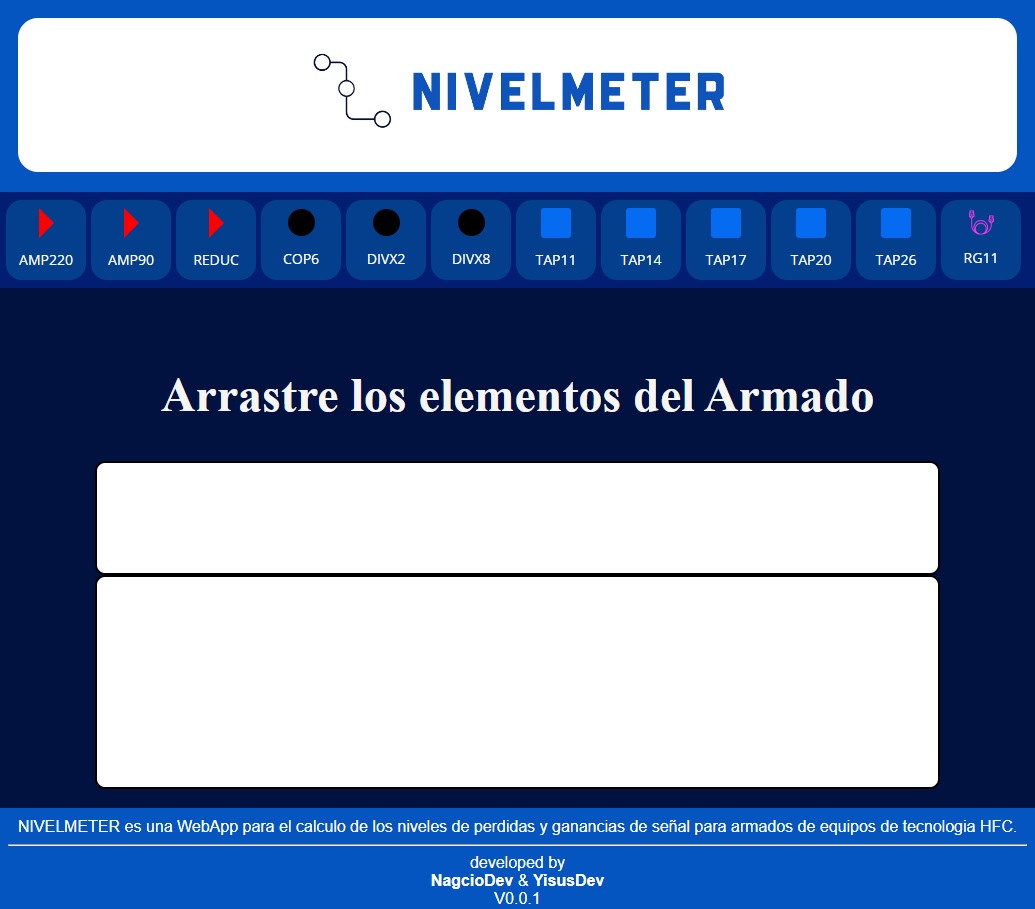 NIVELMETER
AMP220 AMP90 REDUC COP6 DIVX2 DIVX8 TAP11 TAP14 TAP17 TAP20 TAP26 RG11
Arrastre los elementos del Armado
NIVELMETER es una WebApp para el calculo de los niveles de perdidas y ganancias de señal para armados de equipos de tecnologia HFC.
developed by
NagcioDev & YisusDev
V0.0.1